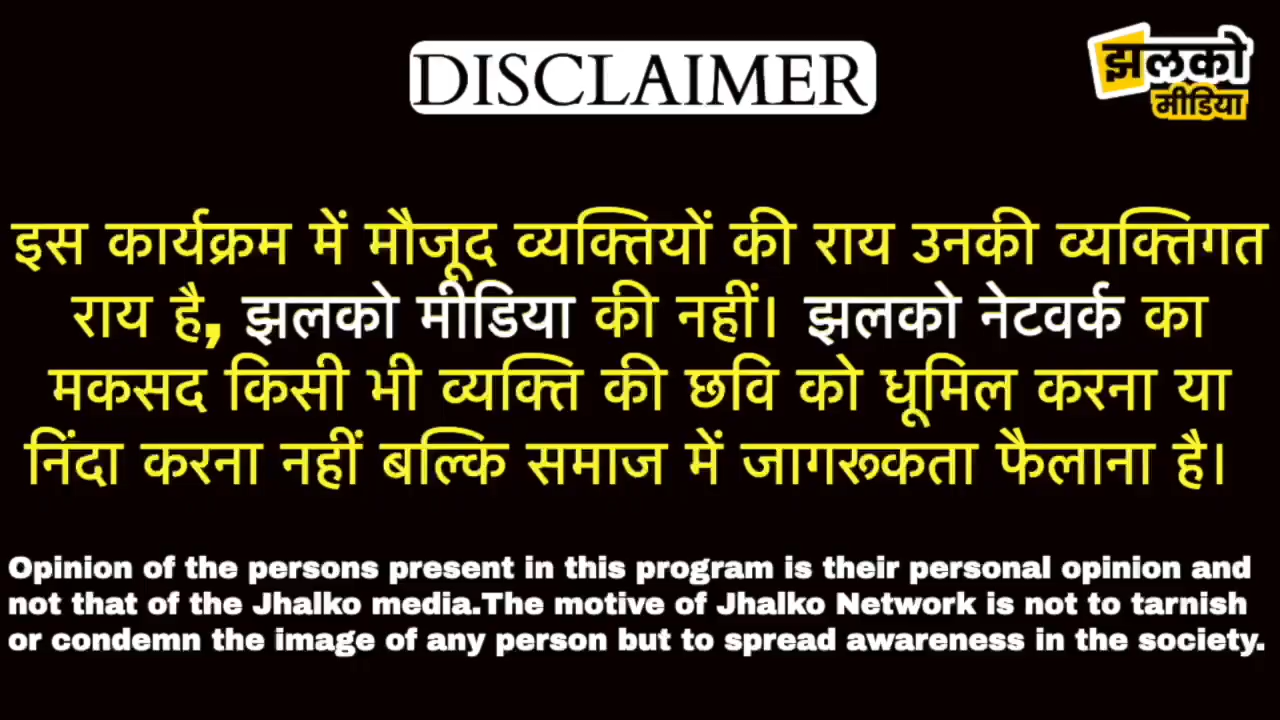 DISCLAIMER
झलको
मीडिया
इस कार्यक्रम में मौजूद व्यक्तियों की राय उनकी व्यक्तिगत
राय है, झलको मीडिया की नहीं। झलको नेटवर्क का
मकसद किसी भी व्यक्ति की छवि को धूमिल करना या
निंदा करना नहीं बल्कि समाज में जागरूकता फैलाना है।
Opinion of the persons present in this program is their personal opinion and
not that of the Jhalko media.The motive of Jhalko Network is not to tarnish
or condemn the image of any person but to spread awareness in the society.